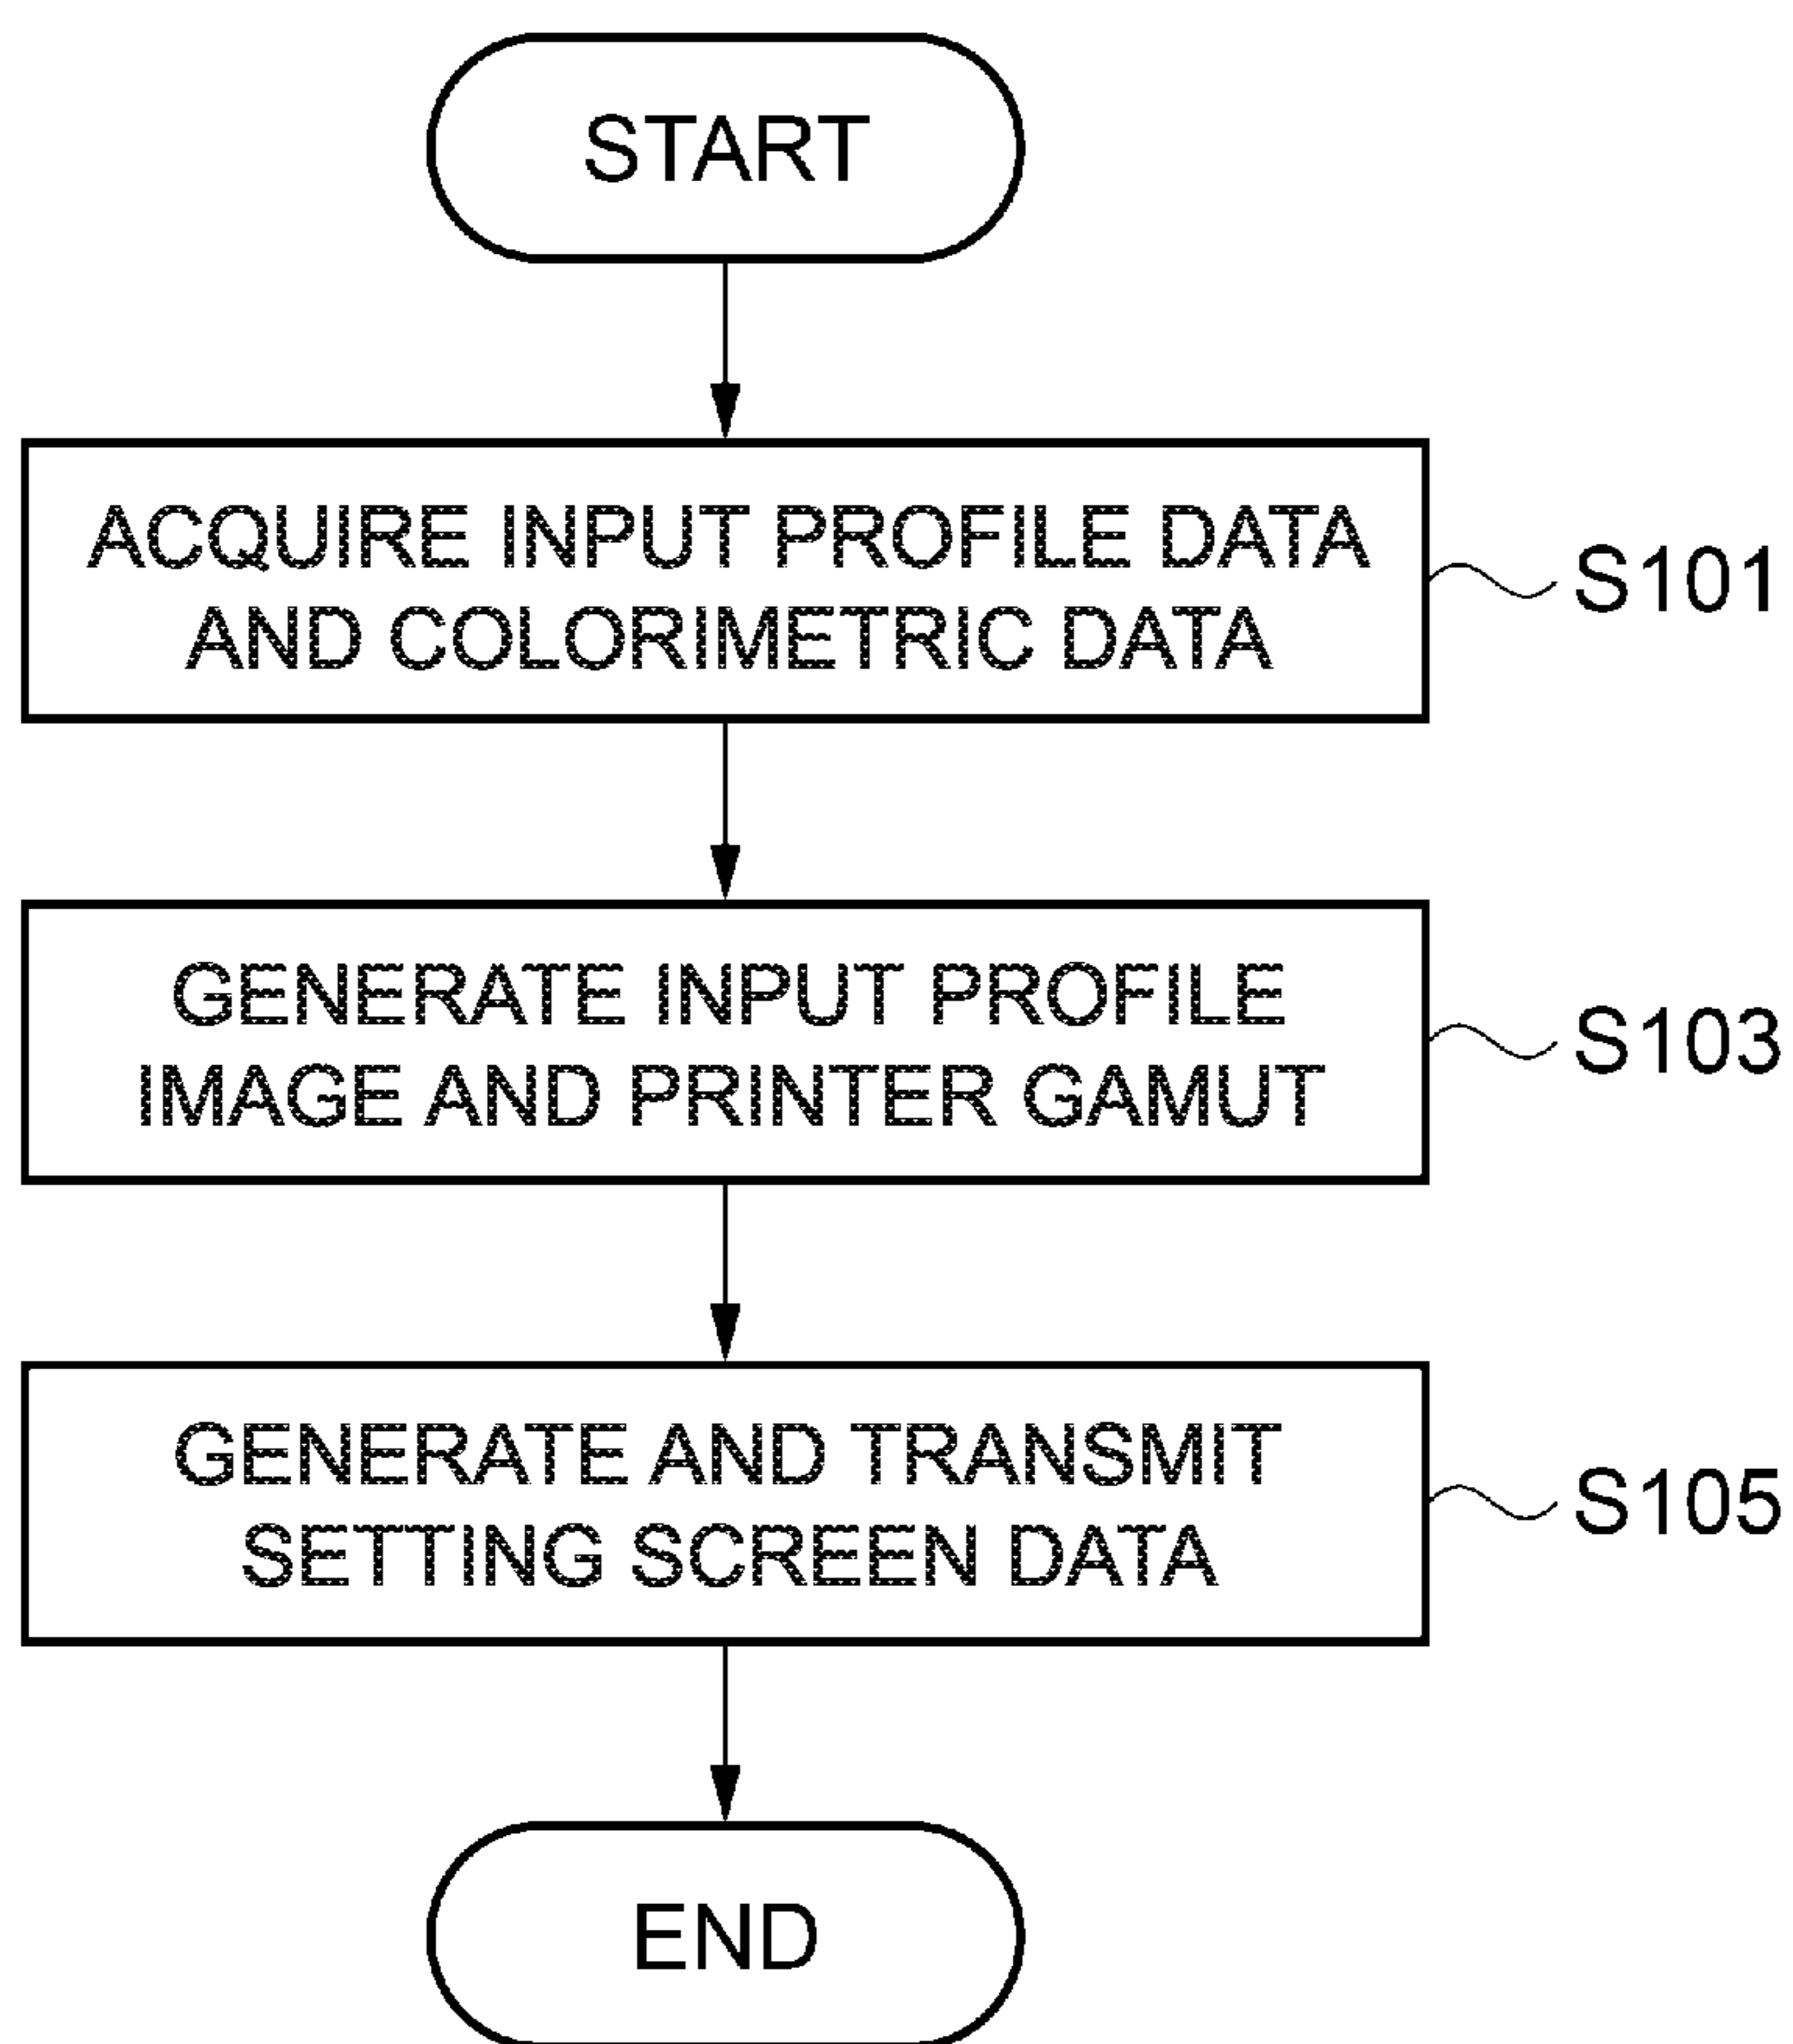 START
ACQUIRE INPUT PROFILE DATA
AND COLORIMETRIC DATA
S101
GENERATE INPUT PROFILE
IMAGE AND PRINTER GAMUT
S103
GENERATE AND TRANSMIT
SETTING SCREEN DATA
S105
END